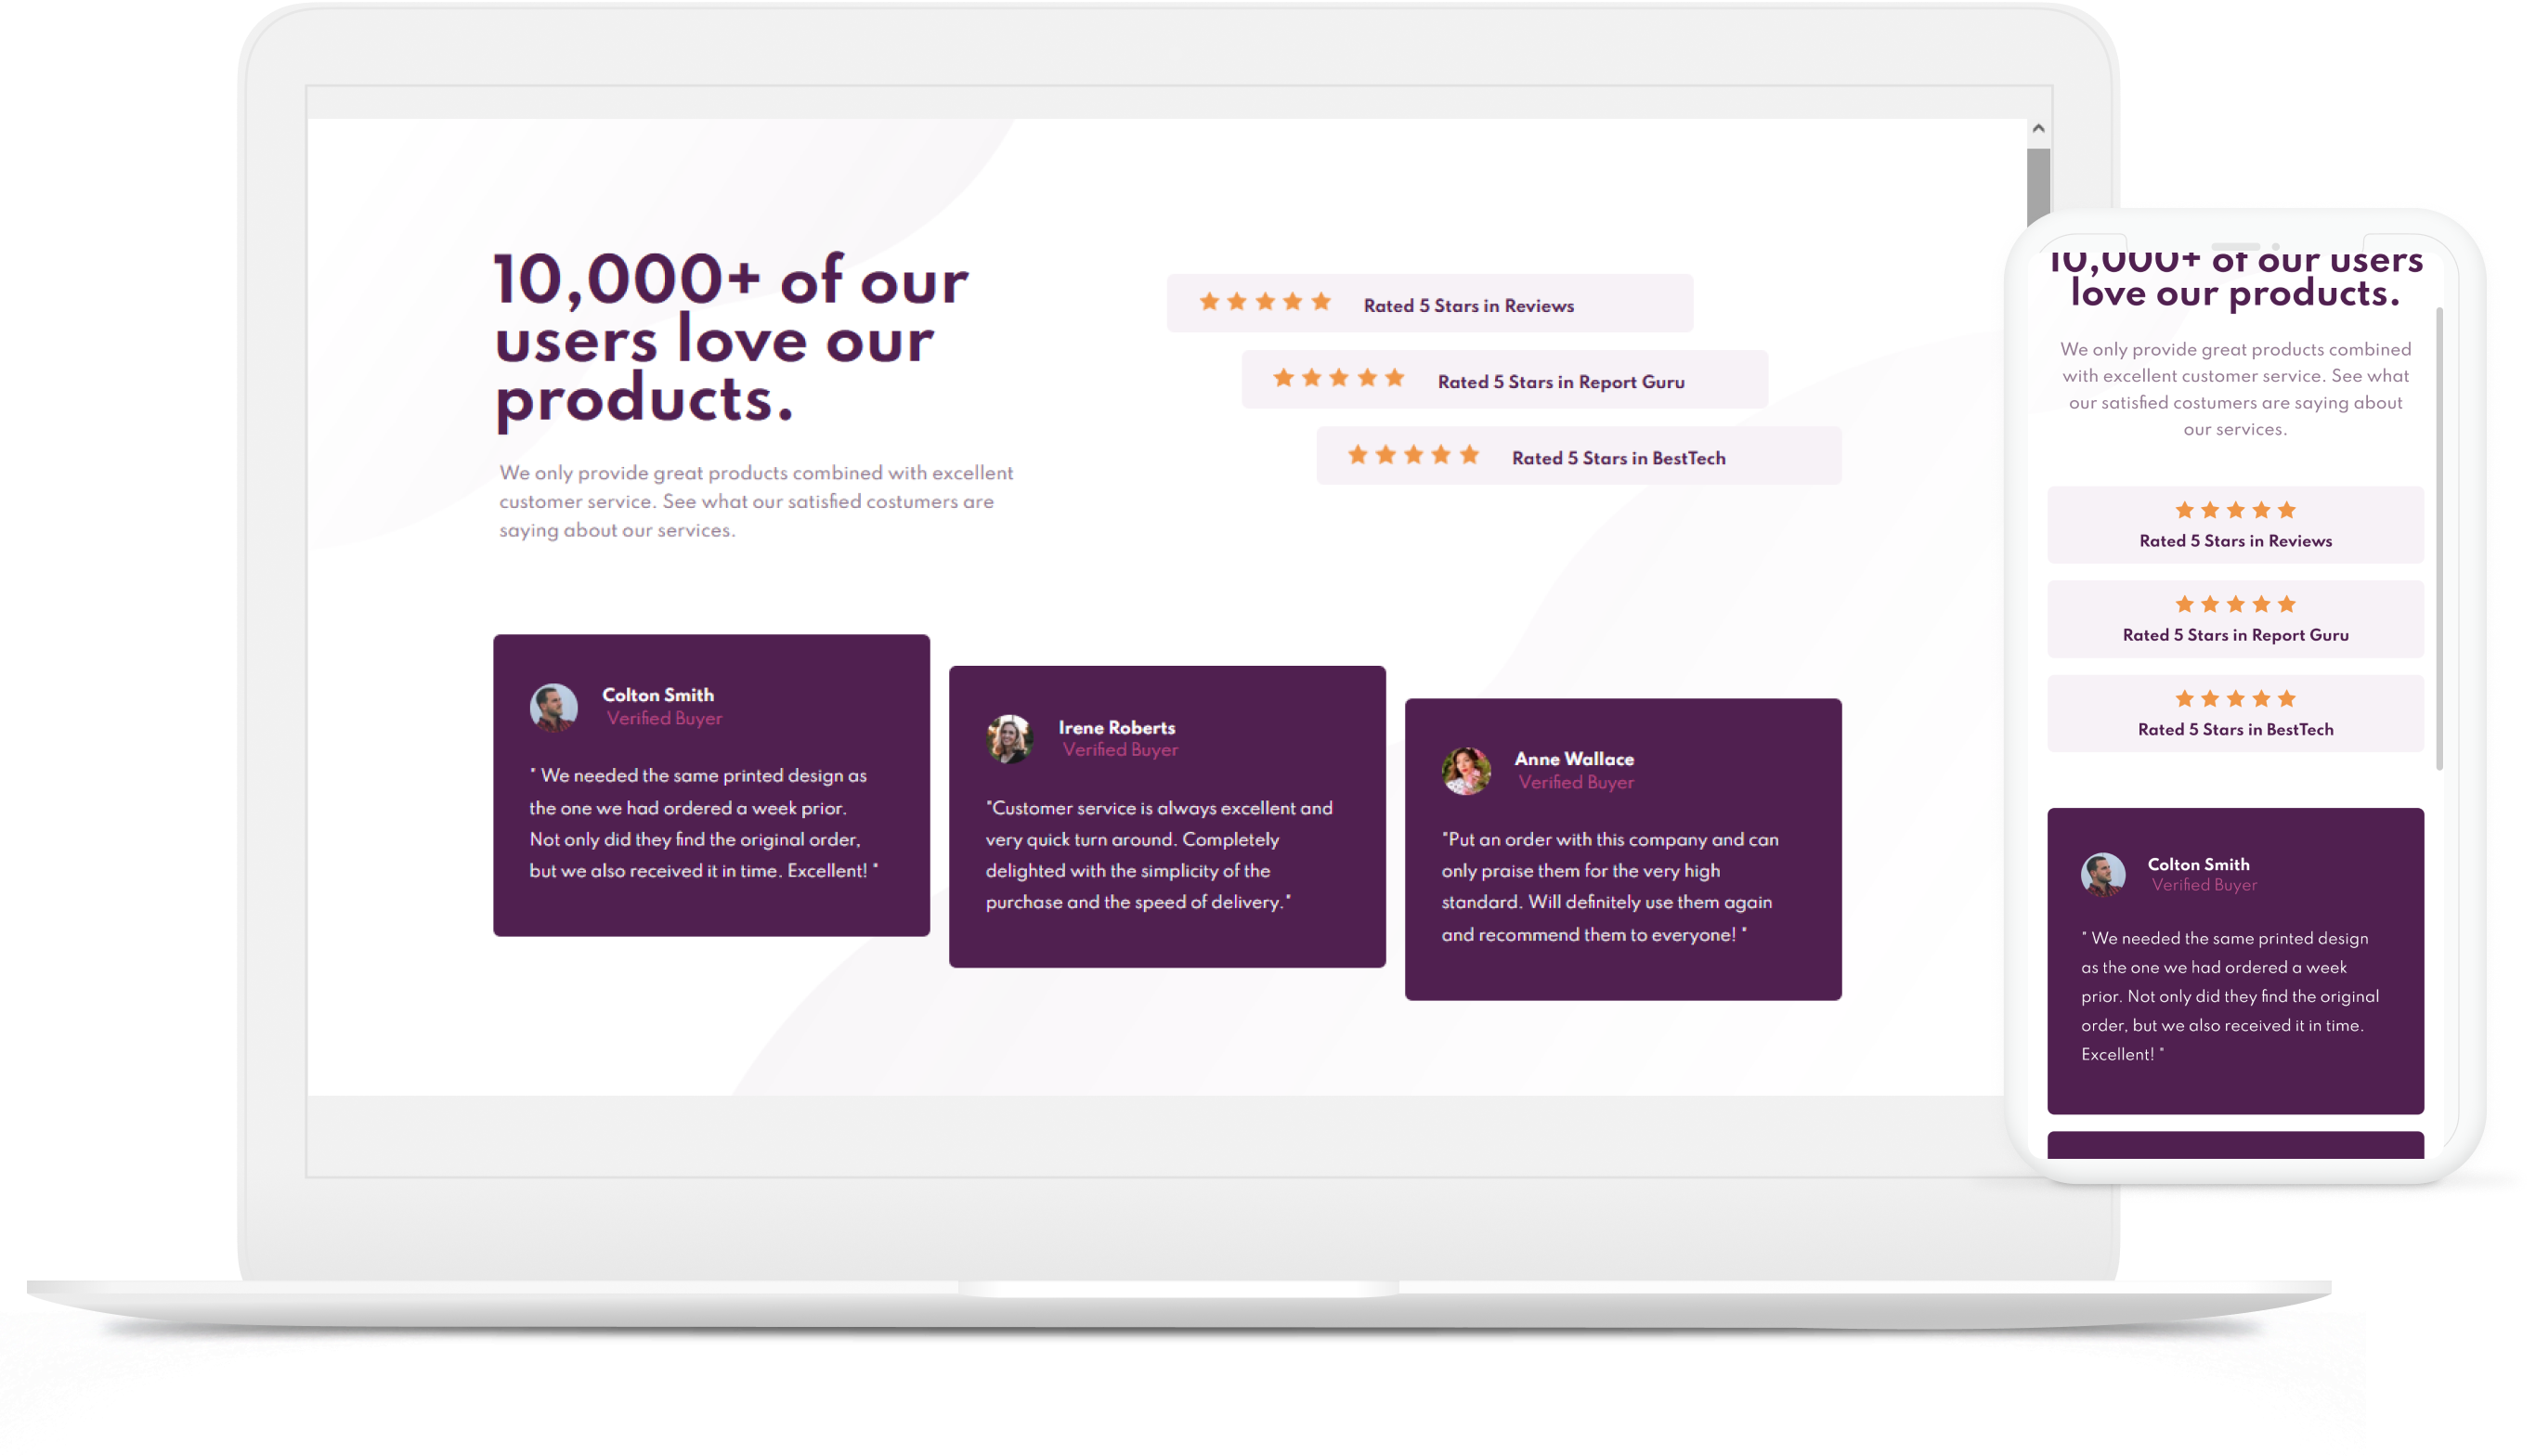 10,000+ of our
users love our
products.
We only provide great products combined with excellent
customer service. See what our satisfied costumers are
saying about our services.
Rated 5 Stars in Reviews
Rated 5 Stars in Report Guru
Rated 5 Stars in BestTech
Colton Smith
Verified Buyer
" We needed the same printed design as
the one we had ordered a week prior.
Not only did they find the original order,
but we also received it in time. Excellent! "
Irene Roberts
Verified Buyer
"Customer service is always excellent and
very quick turn around. Completely
delighted with the simplicity of the
purchase and the speed of delivery."
Anne Wallace
Verified Buyer
"Put an order with this company and can
only praise them for the very high
standard. Will definitely use them again
and recommend them to everyone! "
10,000+ of our users
love our products.
We only provide great products combined
with excellent customer service. See what
our satisfied costumers are saying about
our services.
Rated 5 Stars in Reviews
Rated 5 Stars in Report Guru
Rated 5 Stars in BestTech
Colton Smith
Verified Buyer
" We needed the same printed design
as the one we had ordered a week
prior. Not only did they find the original
order, but we also received it in time.
Excellent! "